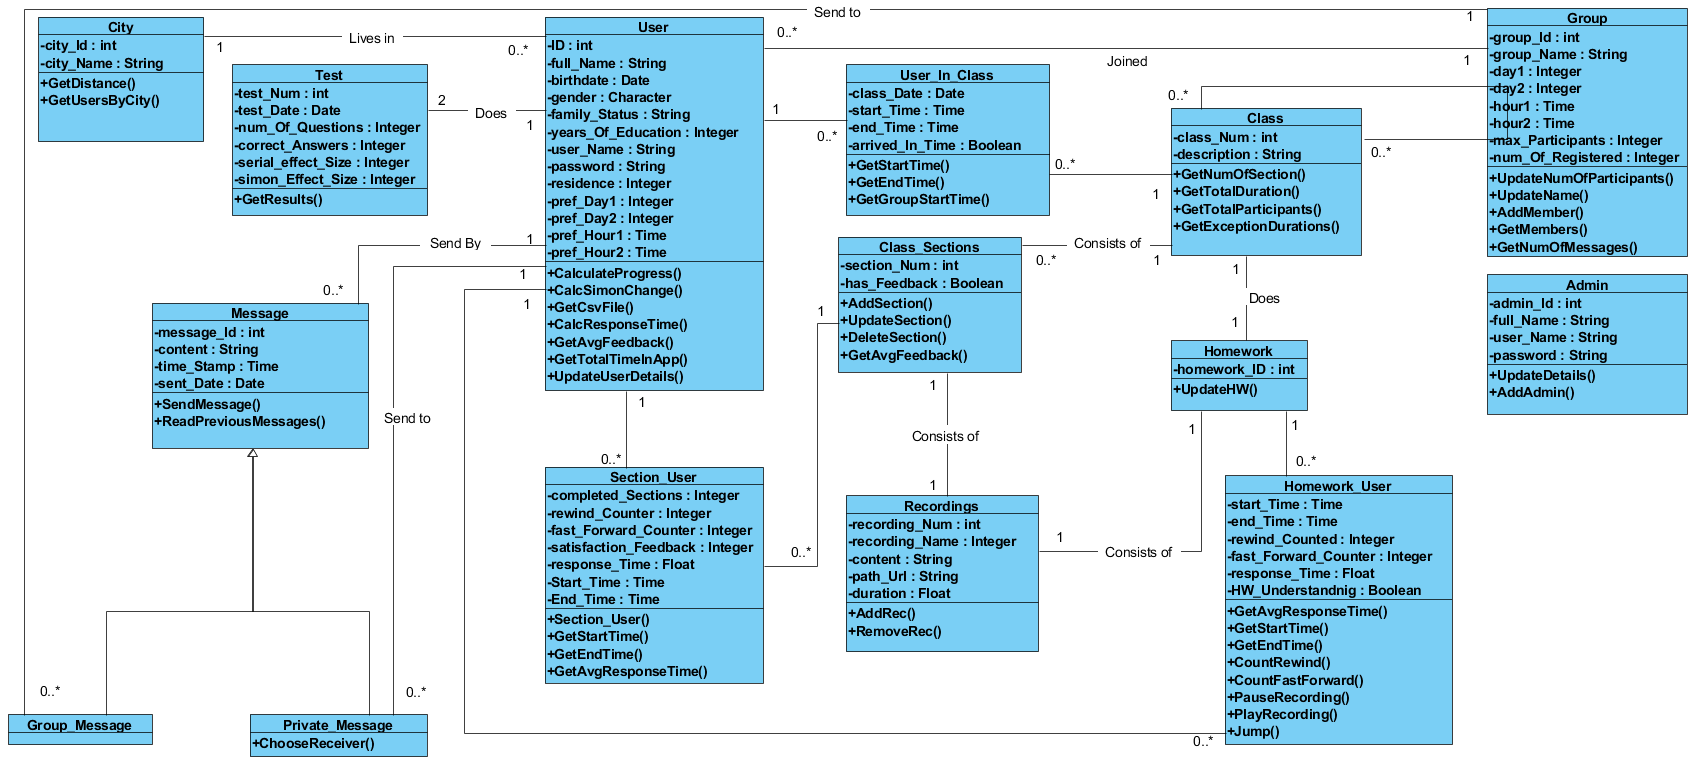 Send to
1
City
-city_Id : int
-city_Name : String
+GetDistance()
+GetUsersByCity()
1
Lives in
0..*
Test
-test_Num : int
-test_Date : Date
-num_Of_Questions : Integer
-correct_Answers : Integer
-serial_effect_Size : Integer
-simon_Effect_Size : Integer
+GetResults()
2
Does
1
User
-ID : int
-full_Name : String
-birthdate : Date
-gender : Character
-family_Status : String
-years_Of_Education : Integer
-user_Name : String
-password : String
-residence : Integer
-pref_Day1 : Integer
-pref_Day2 : Integer
-pref_Hour1 : Time
-pref_Hour2 : Time
+CalculateProgress()
+CalcSimonChange()
+GetCsvFile()
+CalcResponseTime()
+GetAvgFeedback()
+GetTotalTimeInApp()
+UpdateUserDetails()
0..*
Joined
1
1
0..*
User_In_Class
-class_Date : Date
-start_Time : Time
-end_Time : Time
-arrived_In_Time : Boolean
+GetStartTime()
+GetEndTime()
+GetGroupStartTime()
0..*
1
0..*
0..*
Class
-class_Num : int
-description : String
+GetNumOfSection()
+GetTotalDuration()
+GetTotalParticipants()
+GetExceptionDurations()
Group
-group_Id : int
-group_Name : String
-day1 : Integer
-day2 : Integer
-hour1 : Time
-hour2 : Time
-max_Participants : Integer
-num_Of_Registered : Integer
+UpdateNumOfParticipants()
+UpdateName()
+AddMember()
+GetMembers()
+GetNumOfMessages()
Send By
1
0..*
1
1
Send to
Message
-message_Id : int
-content : String
-time_Stamp : Time
-sent_Date : Date
+SendMessage()
+ReadPreviousMessages()
Class_Sections
-section_Num : int
-has_Feedback : Boolean
+AddSection()
+UpdateSection()
+DeleteSection()
+GetAvgFeedback()
Consists of
0..*
1
1
Does
1
Homework
-homework_ID : int
+UpdateHW()
Admin
-admin_Id : int
-full_Name : String
-user_Name : String
-password : String
+UpdateDetails()
+AddAdmin()
1
0..*
1
0..*
Section_User
-completed_Sections : Integer
-rewind_Counter : Integer
-fast_Forward_Counter : Integer
-satisfaction_Feedback : Integer
-response_Time : Float
-Start_Time : Time
-End_Time : Time
+Section_User()
+GetStartTime()
+GetEndTime()
+GetAvgResponseTime()
1
Consists of
1
Recordings
-recording_Num : int
-recording_Name : Integer
-content : String
-path_Url : String
-duration : Float
+AddRec()
+RemoveRec()
1
Consists of
1
1
0..*
Homework_User
-start_Time : Time
-end_Time : Time
-rewind_Counted : Integer
-fast_Forward_Counter : Integer
-response_Time : Float
-HW_Understandnig : Boolean
+GetAvgResponseTime()
+GetStartTime()
+GetEndTime()
+CountRewind()
+CountFastForward()
+PauseRecording()
+PlayRecording()
+Jump()
0..*
0..*
0..*
Group_Message
Private_Message
+ChooseReceiver()